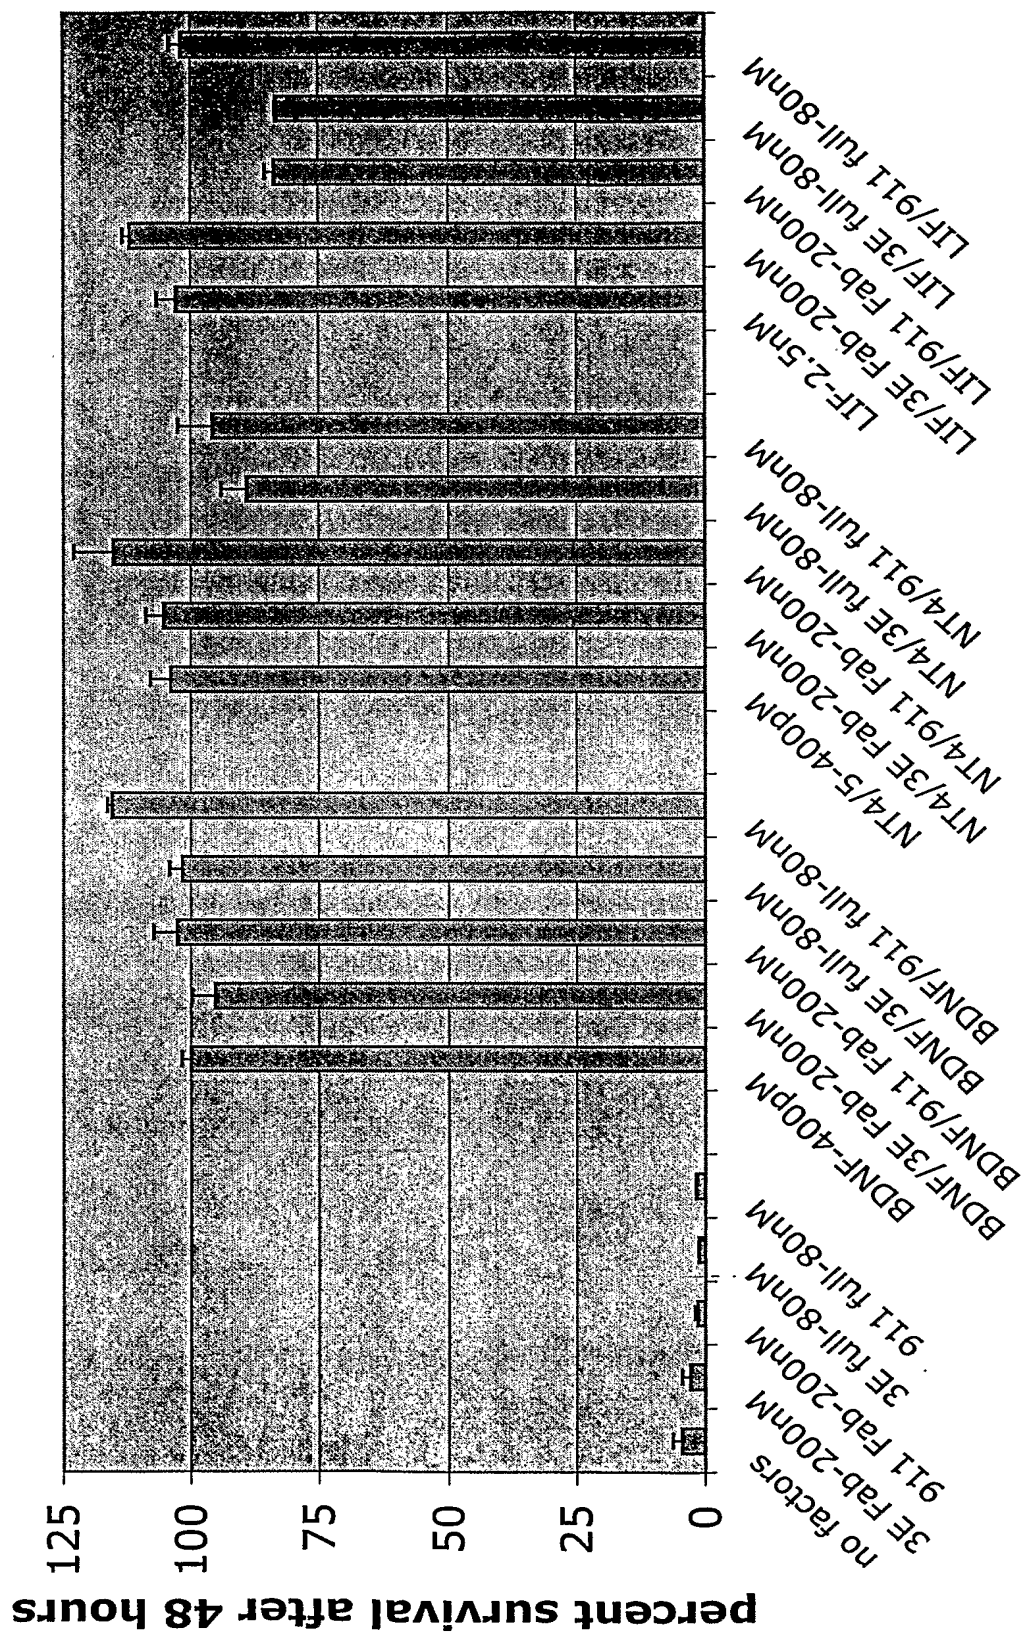 percent survival after 48 hours
125
100
75
50
25
0
no factors
3E Fab-200nM
911 Fab-200nM
3E full-80nM
911 full-80nM
BDNF-400pM
BDNF/3E Fab-200nM
BDNF/911 Fab-200nM
BDNF/3E full-80nM
BDNF/911 full-80nM
NT4/5-400pM
NT4/3E Fab-200nM
NT4/911 Fab-200nM
NT4/3E full-80nM
NT4/911 full-80nM
LIF-2.5nM
LIF/3E Fab-200nM
LIF/911 Fab-200nM
LIF/3E full-80nM
LIF/911 full-80nM